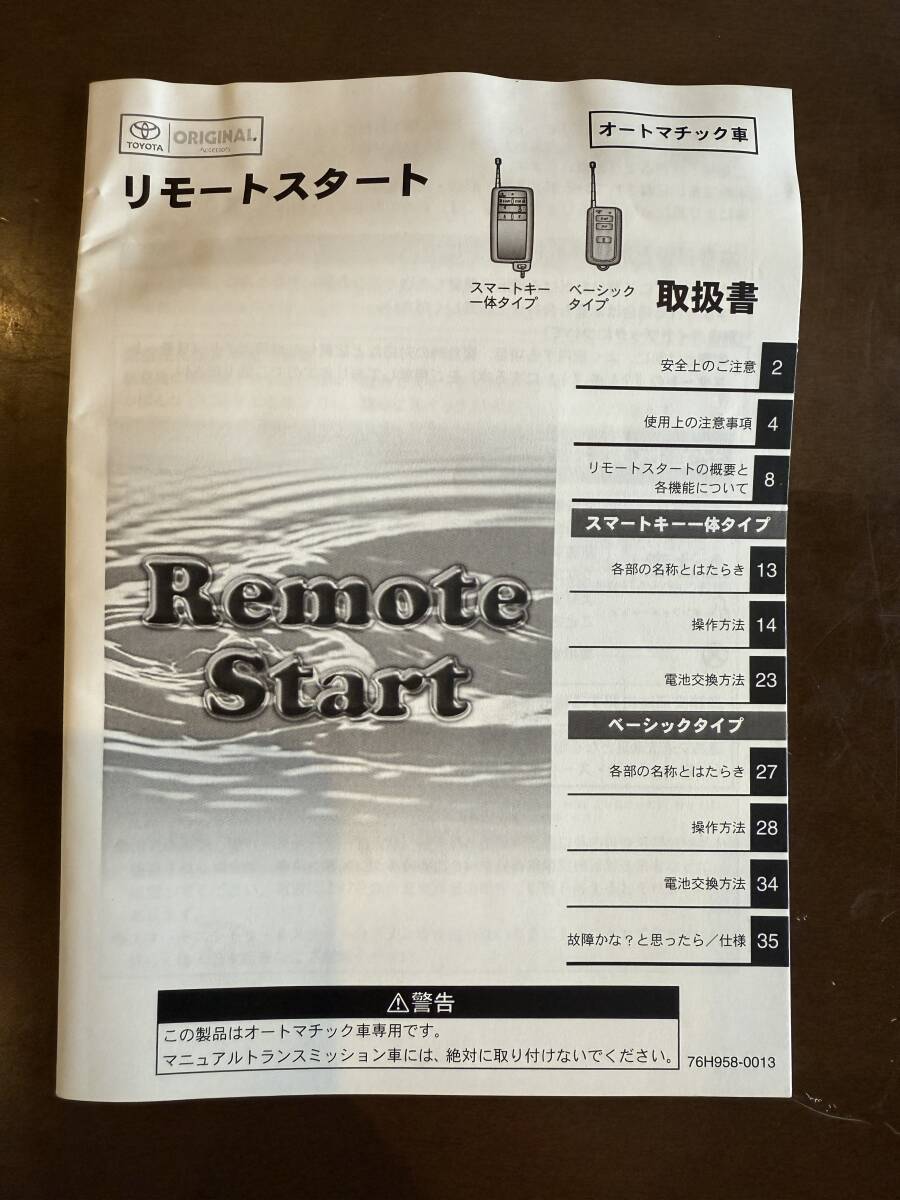 TOYOTA ORIGINAL Accessory
オートマチック車
リモートスタート
スマートキー
一体タイプ
ベーシック
タイプ
取扱書
安全上のご注意 2
使用上の注意事項 4
リモートスタートの概要と
各機能について 8
スマートキー一体タイプ
各部の名称とはたらき 13
操作方法 14
電池交換方法 23
ベーシックタイプ
各部の名称とはたらき 27
操作方法 28
電池交換方法 34
故障かな？と思ったら／仕様 35
Remote
Start
⚠警告
この製品はオートマチック車専用です。
マニュアルトランスミッション車には、絶対に取り付けないでください。
76H958-0013